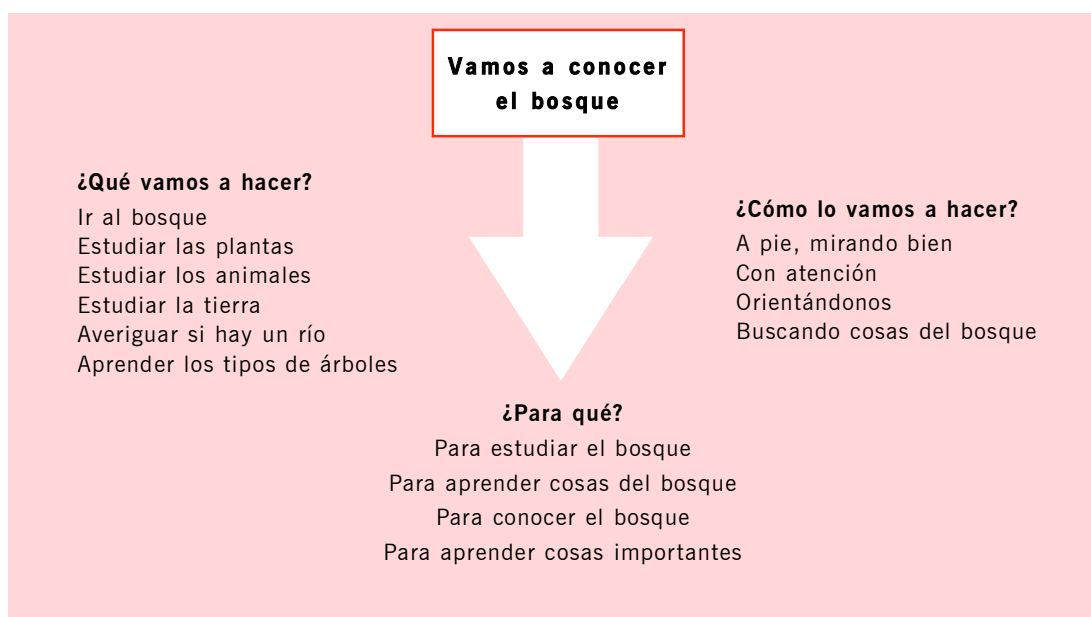 Vamos a conocer
el bosque
¿Qué vamos a hacer?
Ir al bosque
Estudiar las plantas
Estudiar los animales
Estudiar la tierra
Averiguar si hay un río
Aprender los tipos de árboles
¿Cómo lo vamos a hacer?
A pie, mirando bien
Con atención
Orientándonos
Buscando cosas del bosque
¿Para qué?
Para estudiar el bosque
Para aprender cosas del bosque
Para conocer el bosque
Para aprender cosas importantes